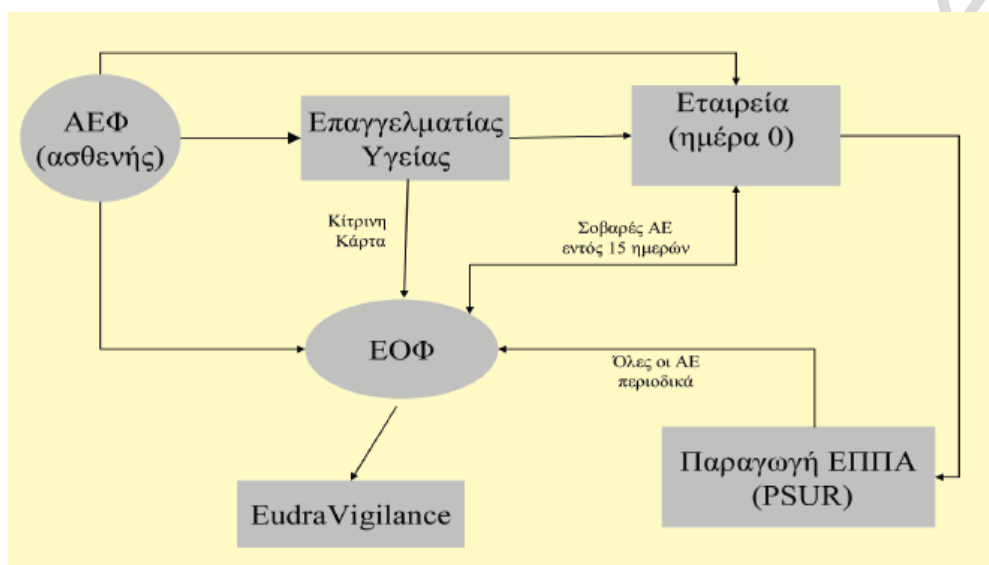 ΑΕΦ
(ασθενής)
Επαγγελματίας
Υγείας
Εταιρεία
(ημέρα 0)
Κίτρινη
Κάρτα
Σοβαρές ΑΕ
εντός 15 ημερών
ΕΟΦ
Όλες οι ΑΕ
περιοδικά
Παραγωγή ΕΠΠΑ
(PSUR)
EudraVigilance